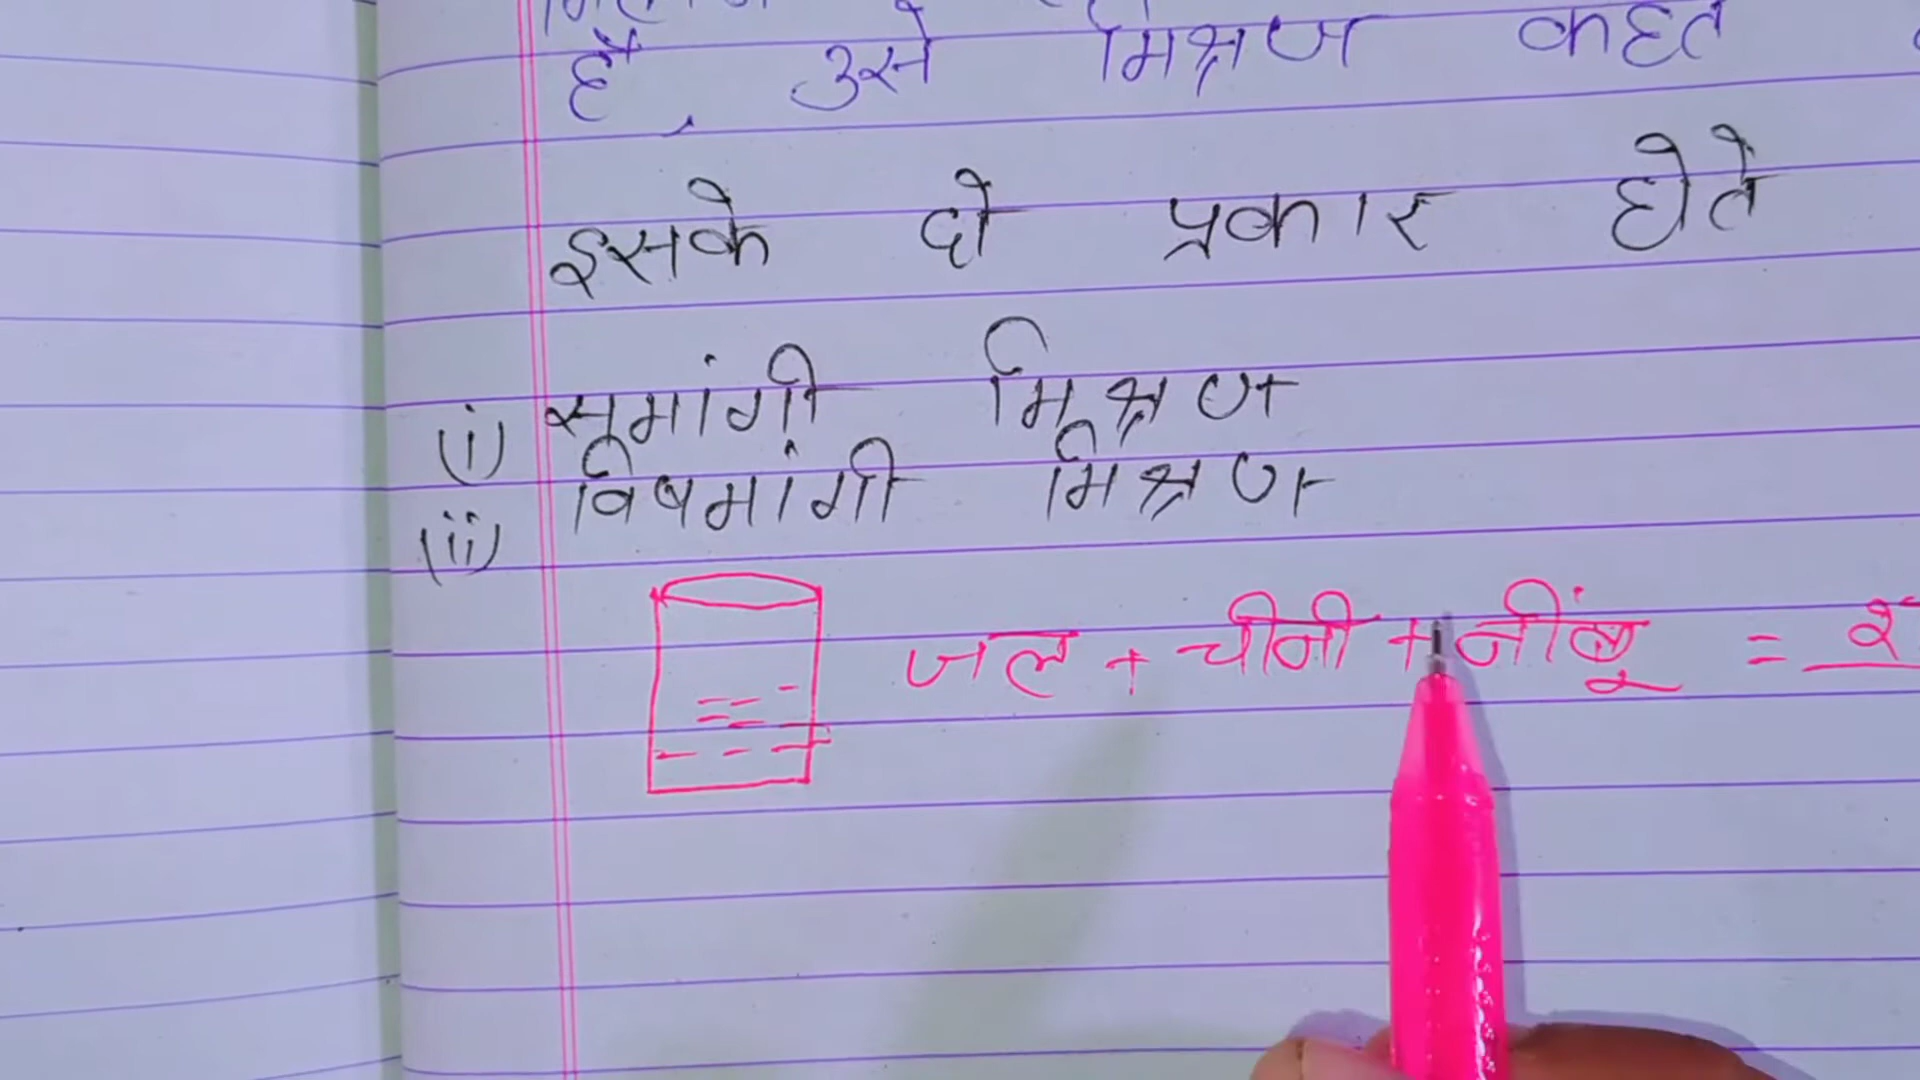 है, उसे मिश्रण कहते
इसके दो प्रकार होते
(i) समांगी मिश्रण
(ii) विषमांगी मिश्रण
जल + चीनी + नींबू =